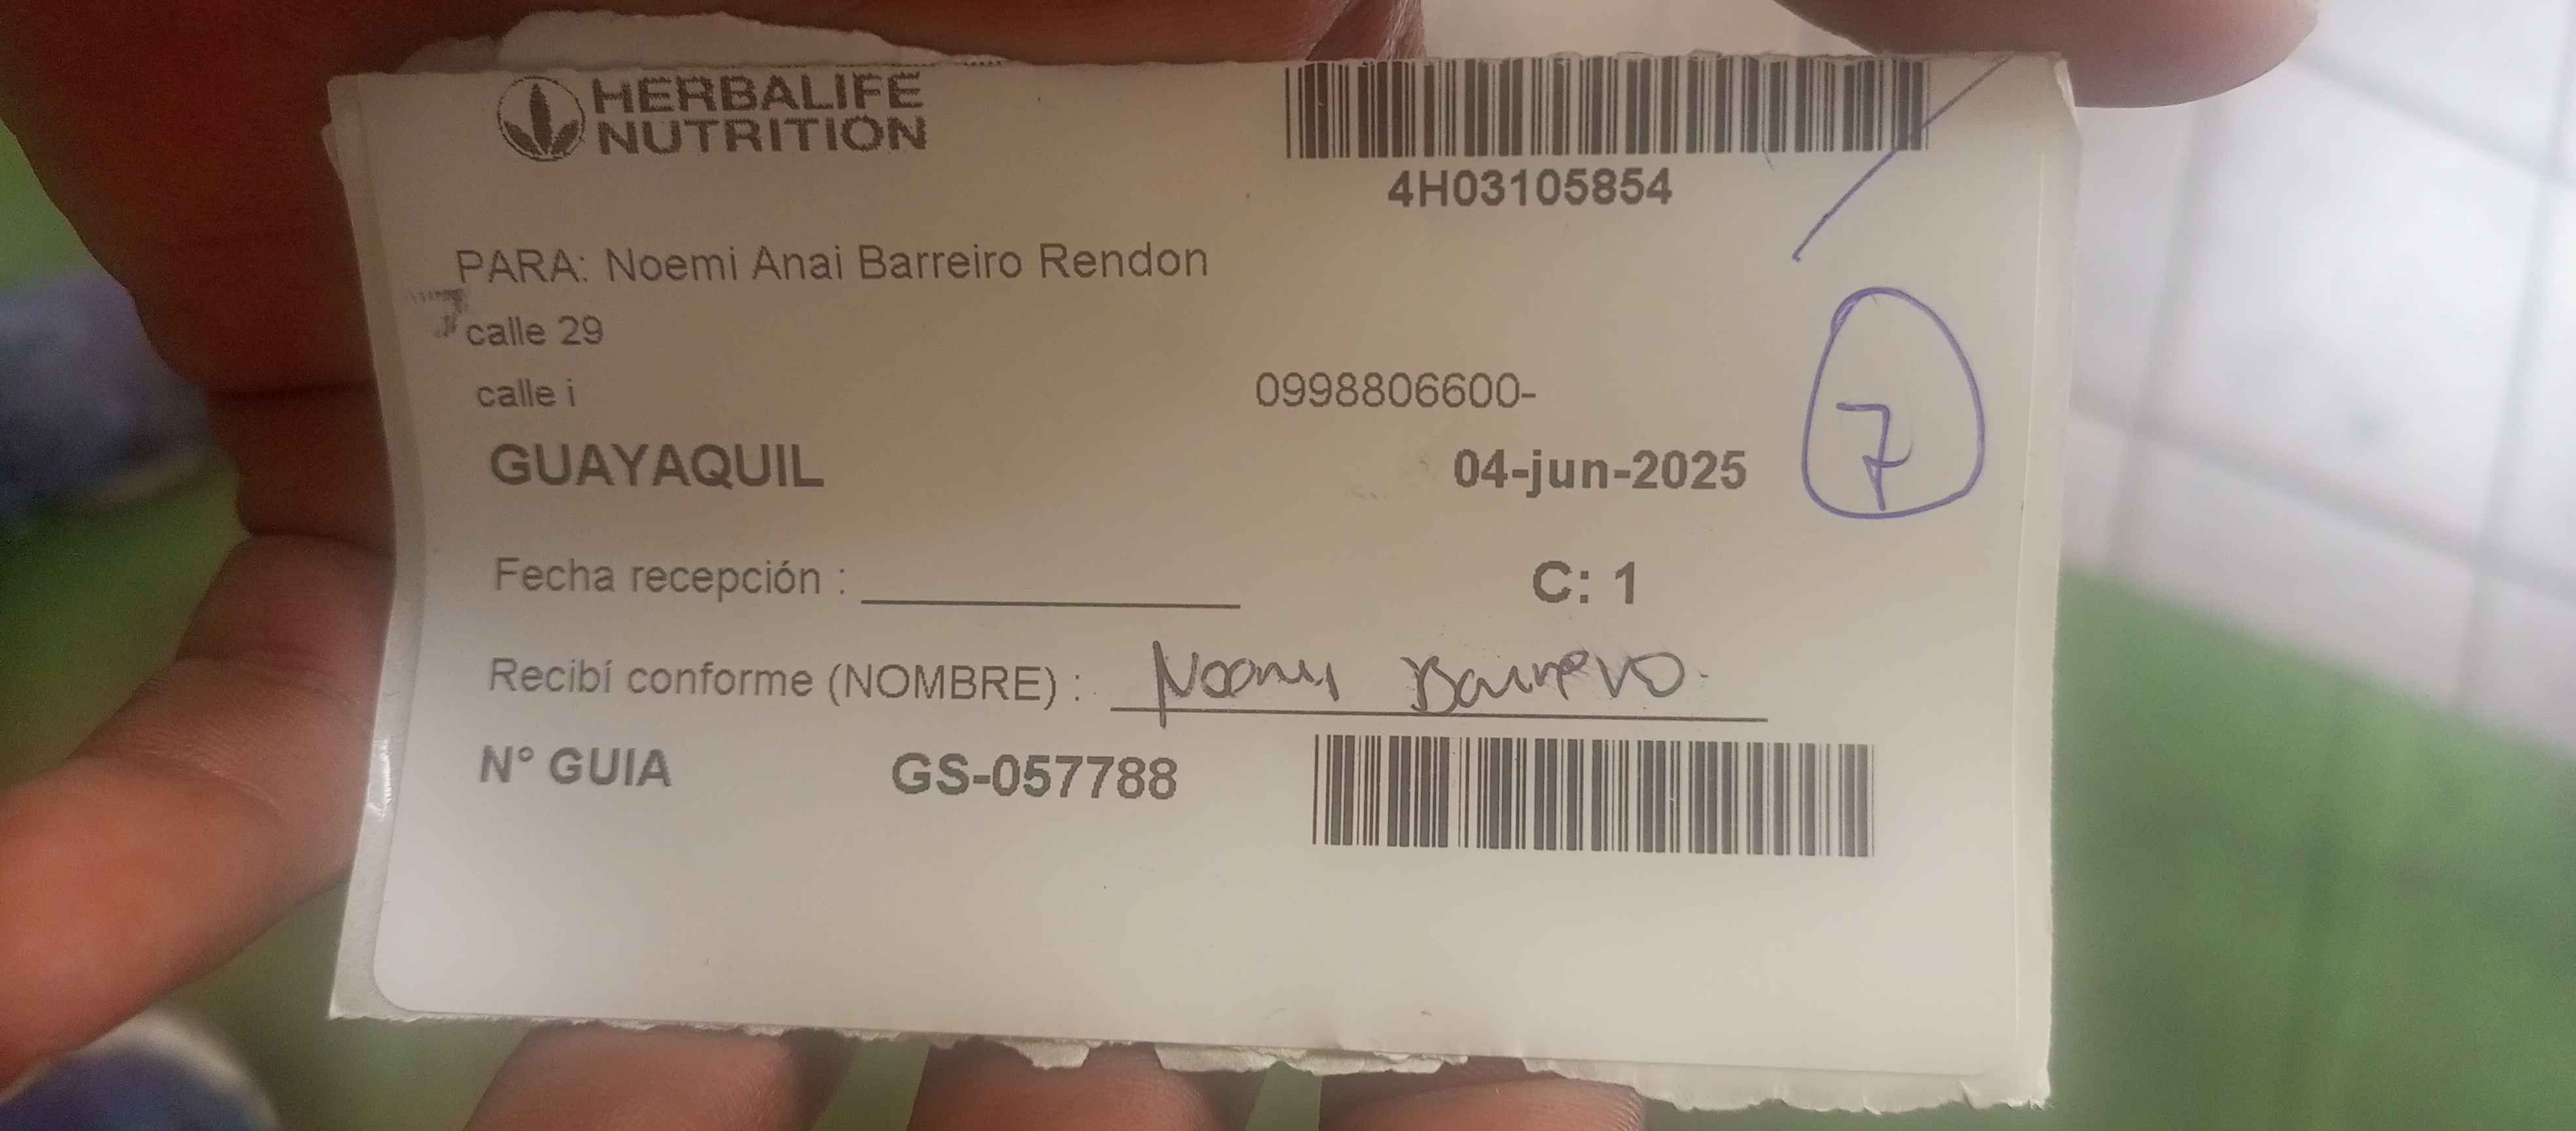 HERBALIFE
NUTRITION
4H03105854
PARA: Noemi Anai Barreiro Rendon
calle 29
calle i
0998806600-
GUAYAQUIL
04-jun-2025
7
Fecha recepción :
C: 1
Recibí conforme (NOMBRE) : Noemi Barreiro
N° GUIA GS-057788